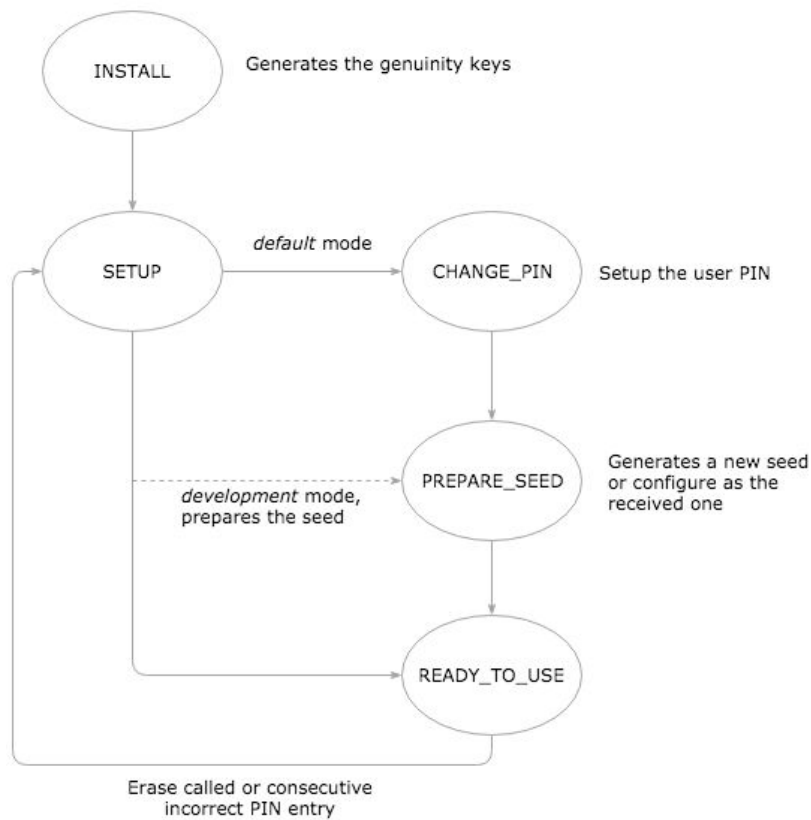 INSTALL
Generates the genuinity keys
SETUP
default mode
CHANGE_PIN
Setup the user PIN
development mode,
prepares the seed
PREPARE_SEED
Generates a new seed
or configure as the
received one
READY_TO_USE
Erase called or consecutive
incorrect PIN entry